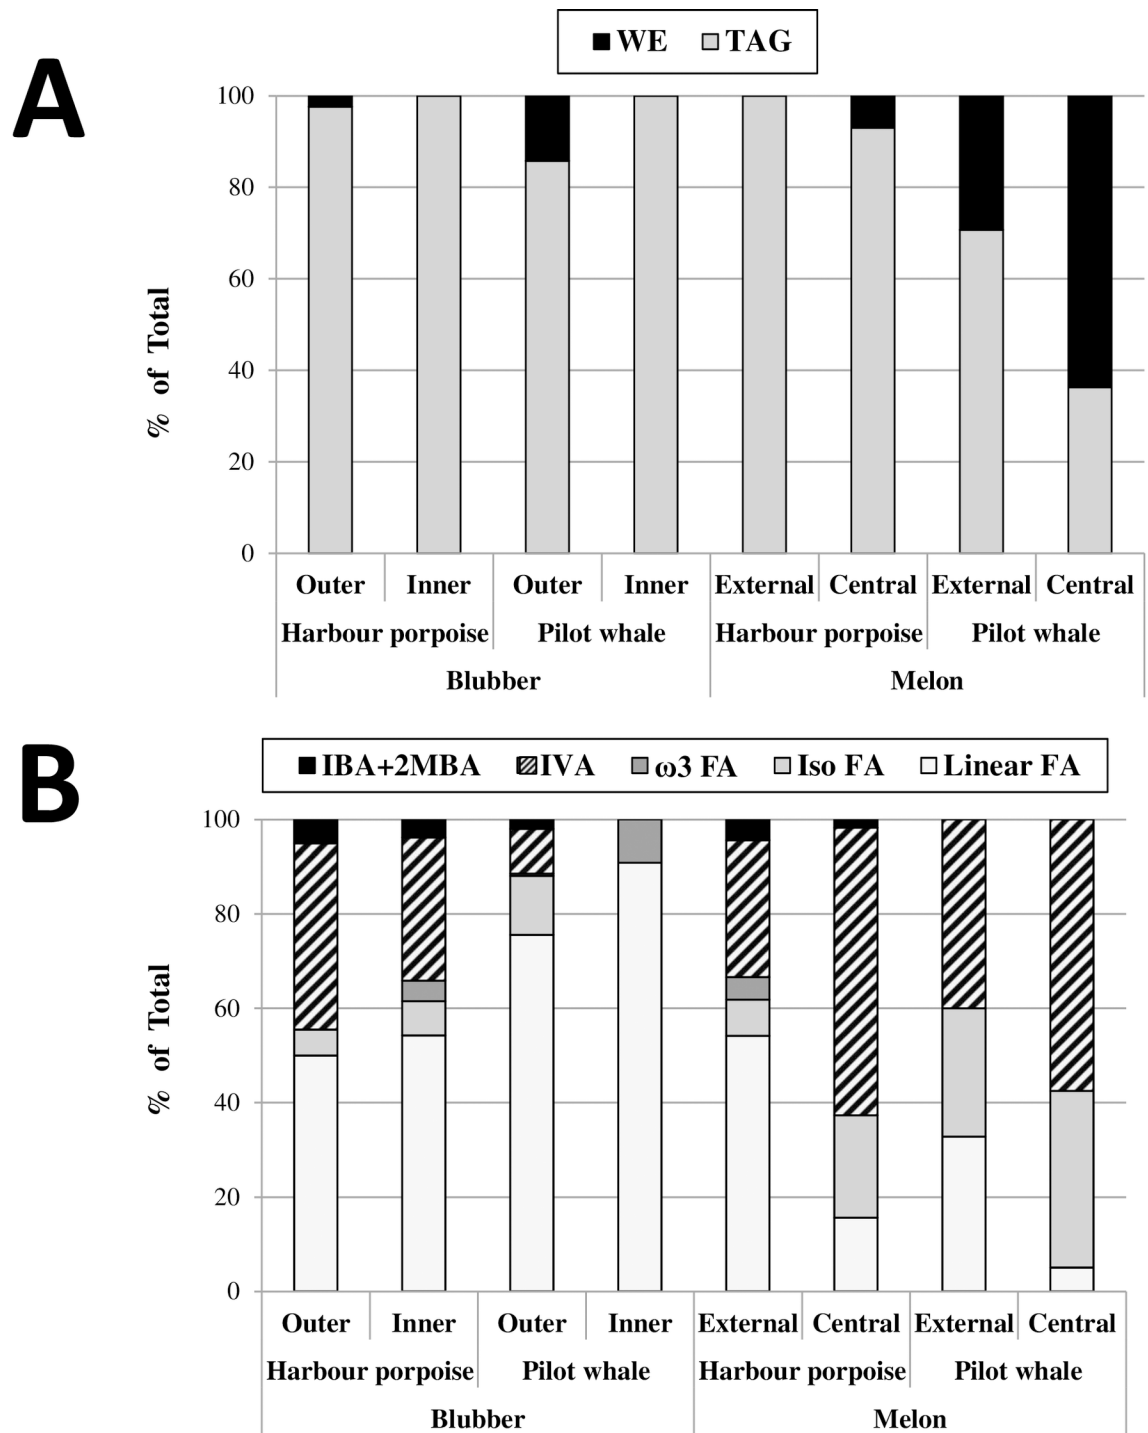 A
WE TAG
100
80
60
40
20
0
% of Total
Outer Inner Outer Inner External Central External Central
Harbour porpoise Pilot whale Harbour porpoise Pilot whale
Blubber Melon
B
IBA+2MBA IVA ω3 FA Iso FA Linear FA
100
80
60
40
20
0
% of Total
Outer Inner Outer Inner External Central External Central
Harbour porpoise Pilot whale Harbour porpoise Pilot whale
Blubber Melon